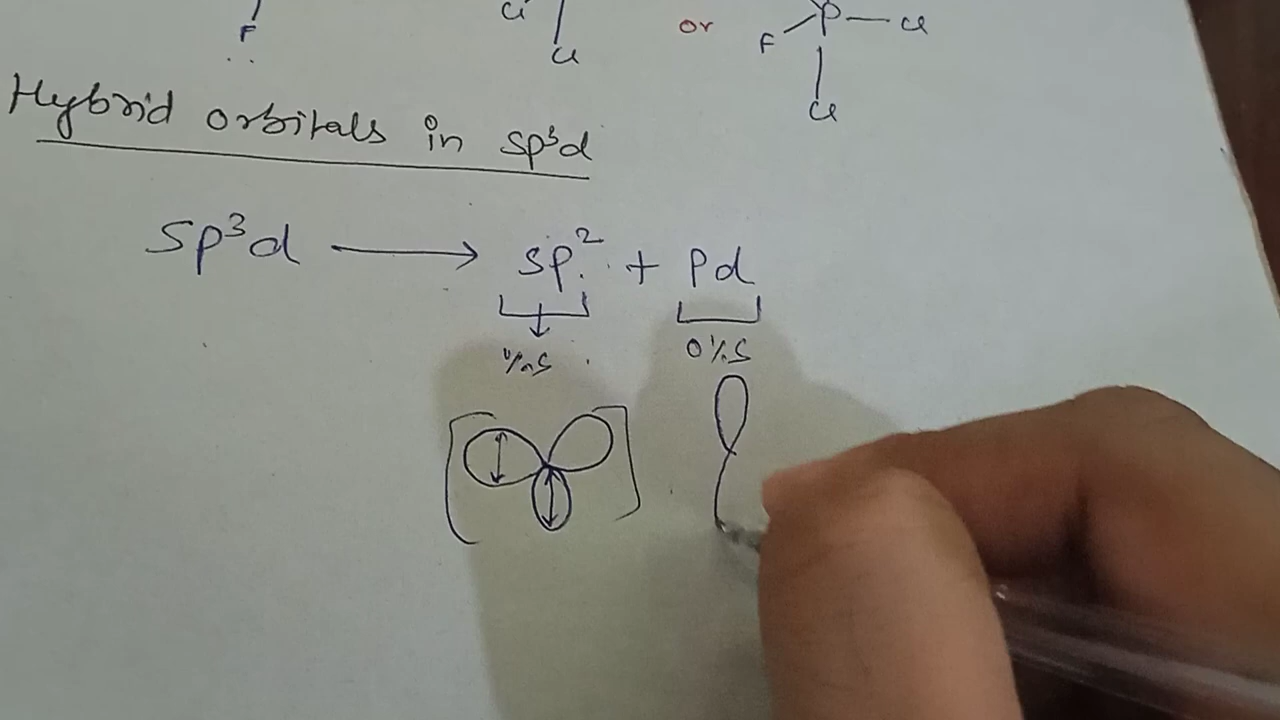 F Cl Cl or F P Cl Cl
Hybrid orbitals in sp³d
sp³d → sp² + pd
0%S